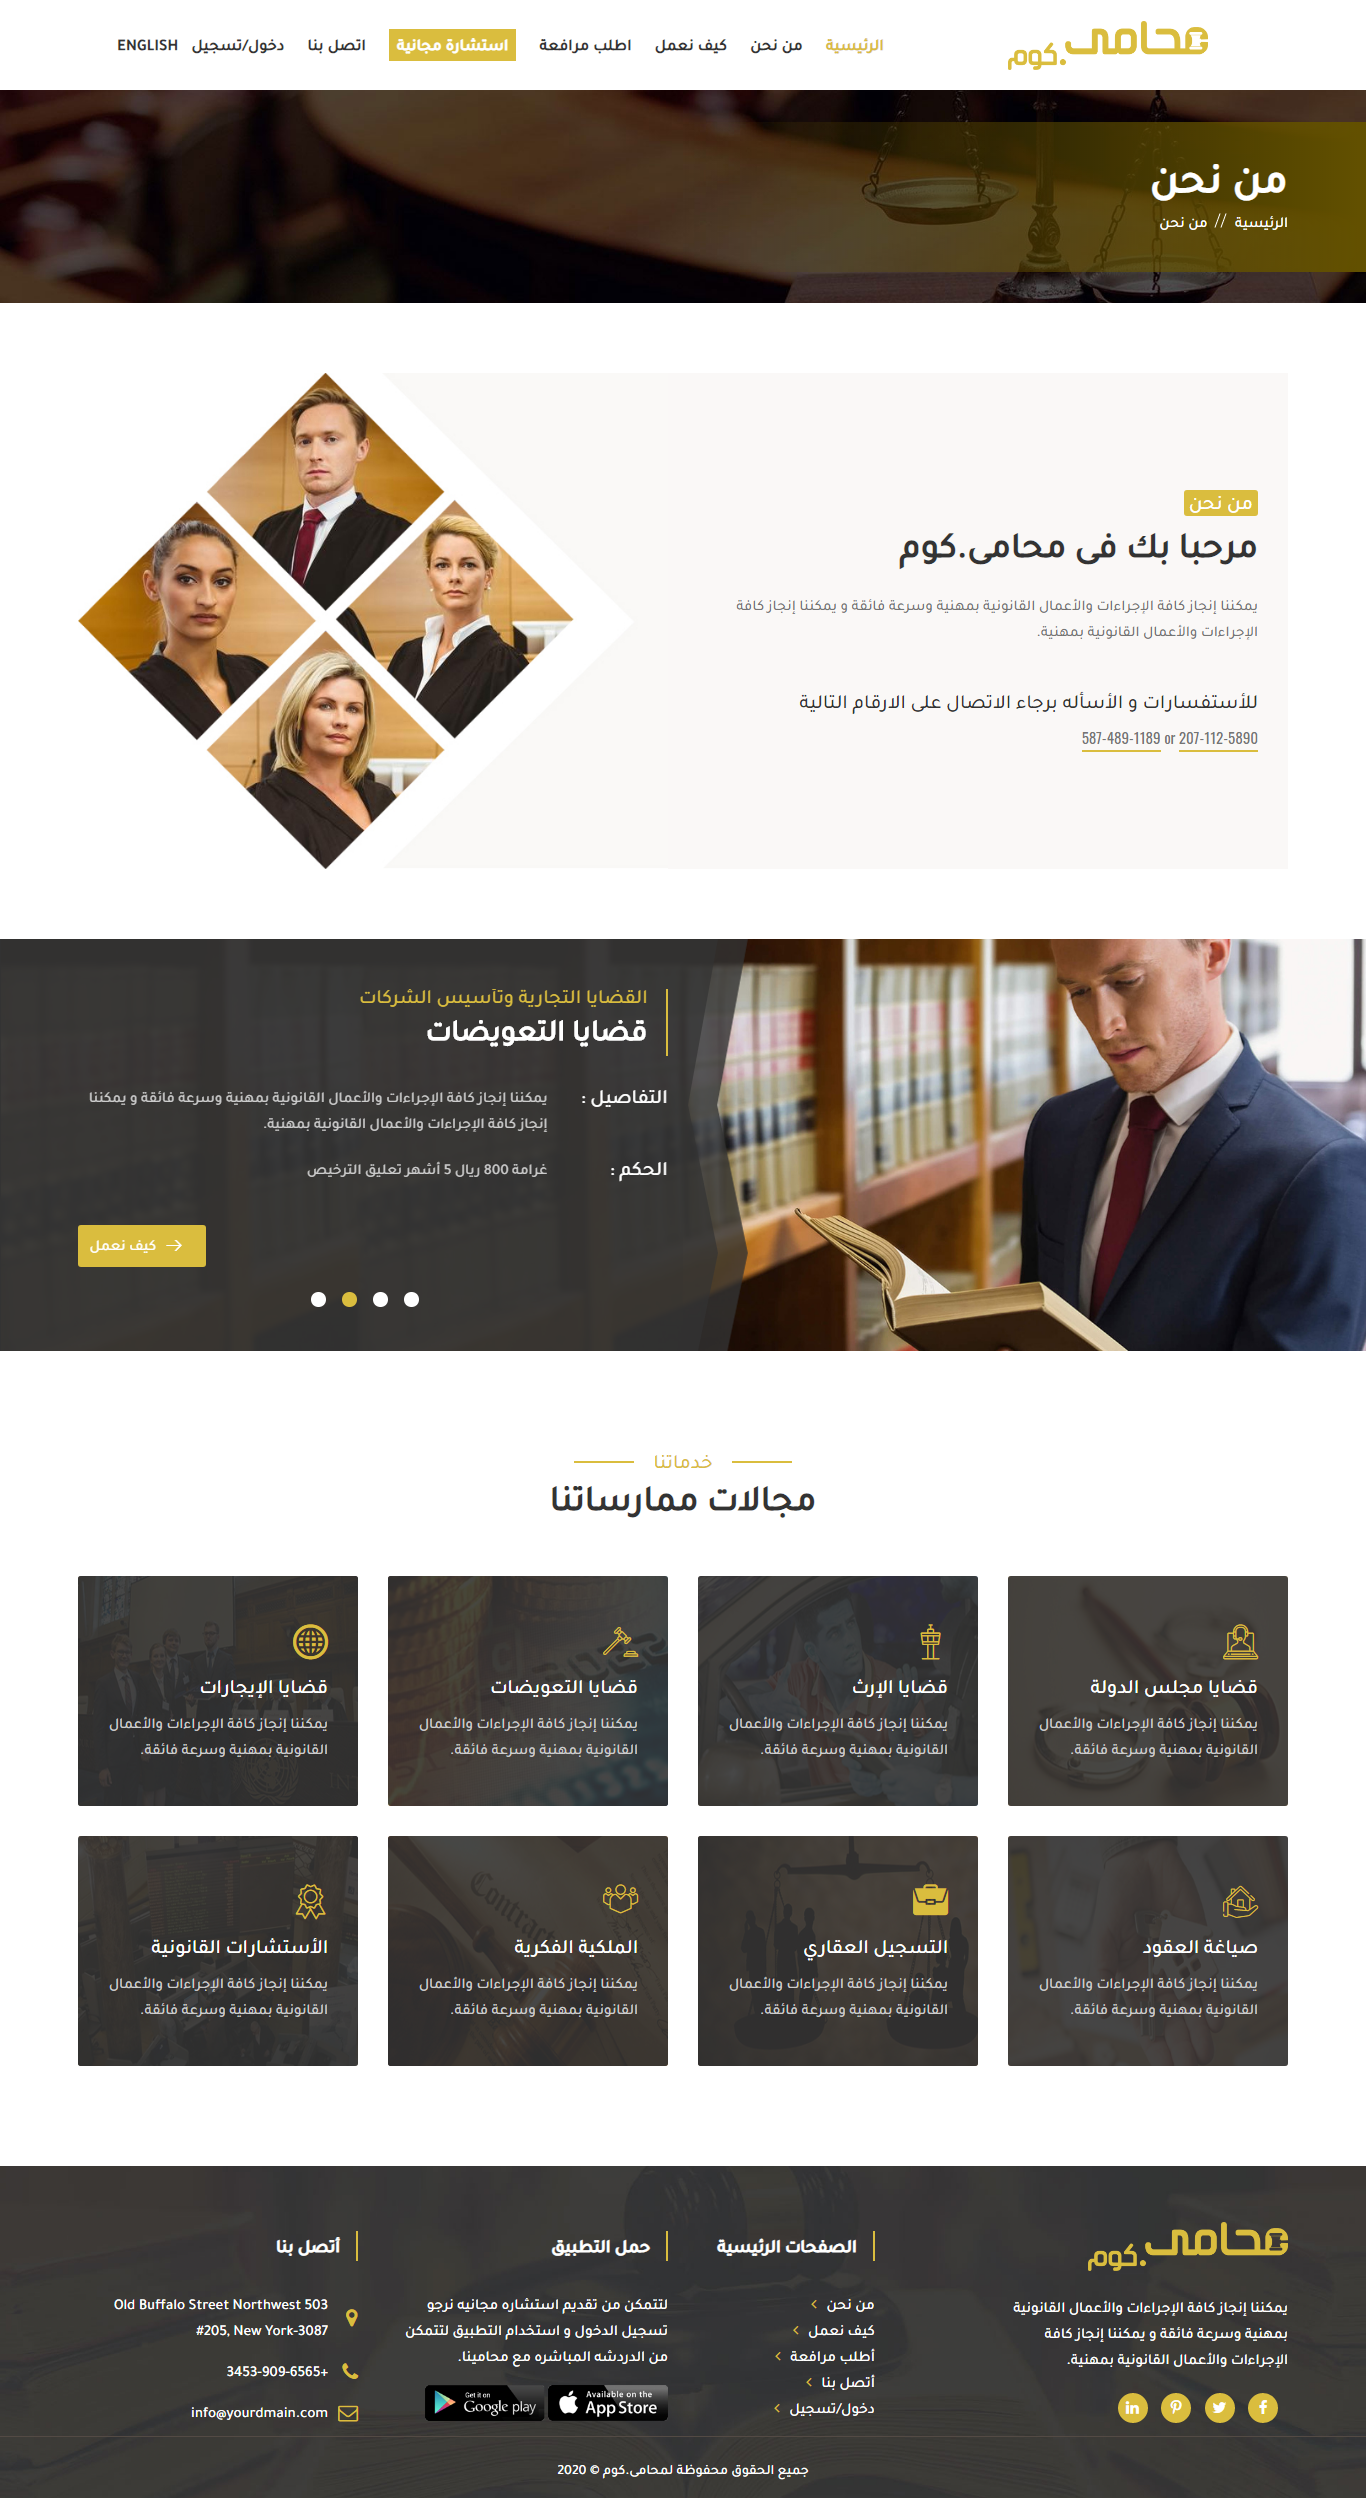 محامى.كوم
الرئيسية
من نحن
كيف نعمل
اطلب مرافعة
استشارة مجانية
اتصل بنا
دخول/تسجيل
ENGLISH
من نحن
الرئيسية // من نحن
من نحن
مرحبا بك فى محامى.كوم
يمكننا إنجاز كافة الإجراءات والأعمال القانونية بمهنية وسرعة فائقة و يمكننا إنجاز كافة
الإجراءات والأعمال القانونية بمهنية.
للأستفسارات و الأسأله برجاء الاتصال على الارقام التالية
587-489-1189 or 207-112-5890
القضايا التجارية وتأسيس الشركات
قضايا التعويضات
التفاصيل :
يمكننا إنجاز كافة الإجراءات والأعمال القانونية بمهنية وسرعة فائقة و يمكننا
إنجاز كافة الإجراءات والأعمال القانونية بمهنية.
الحكم :
غرامة 800 ريال 5 أشهر تعليق الترخيص
كيف نعمل
خدماتنا
مجالات ممارساتنا
قضايا مجلس الدولة
يمكننا إنجاز كافة الإجراءات والأعمال
القانونية بمهنية وسرعة فائقة.
قضايا الإرث
يمكننا إنجاز كافة الإجراءات والأعمال
القانونية بمهنية وسرعة فائقة.
قضايا التعويضات
يمكننا إنجاز كافة الإجراءات والأعمال
القانونية بمهنية وسرعة فائقة.
قضايا الإيجارات
يمكننا إنجاز كافة الإجراءات والأعمال
القانونية بمهنية وسرعة فائقة.
صياغة العقود
يمكننا إنجاز كافة الإجراءات والأعمال
القانونية بمهنية وسرعة فائقة.
التسجيل العقاري
يمكننا إنجاز كافة الإجراءات والأعمال
القانونية بمهنية وسرعة فائقة.
الملكية الفكرية
يمكننا إنجاز كافة الإجراءات والأعمال
القانونية بمهنية وسرعة فائقة.
الأستشارات القانونية
يمكننا إنجاز كافة الإجراءات والأعمال
القانونية بمهنية وسرعة فائقة.
محامى.كوم
يمكننا إنجاز كافة الإجراءات والأعمال القانونية
بمهنية وسرعة فائقة و يمكننا إنجاز كافة
الإجراءات والأعمال القانونية بمهنية.
الصفحات الرئيسية
من نحن
كيف نعمل
أطلب مرافعة
أتصل بنا
دخول/تسجيل
حمل التطبيق
لتتمكن من تقديم استشاره مجانيه نرجو
تسجيل الدخول و استخدام التطبيق لتتمكن
من الدردشه المباشره مع محامينا.
Available on the
App Store
Get it on
Google play
أتصل بنا
Old Buffalo Street Northwest 503
#205, New York-3087
3453-909-6565+
info@yourdmain.com
جميع الحقوق محفوظة لمحامى.كوم © 2020